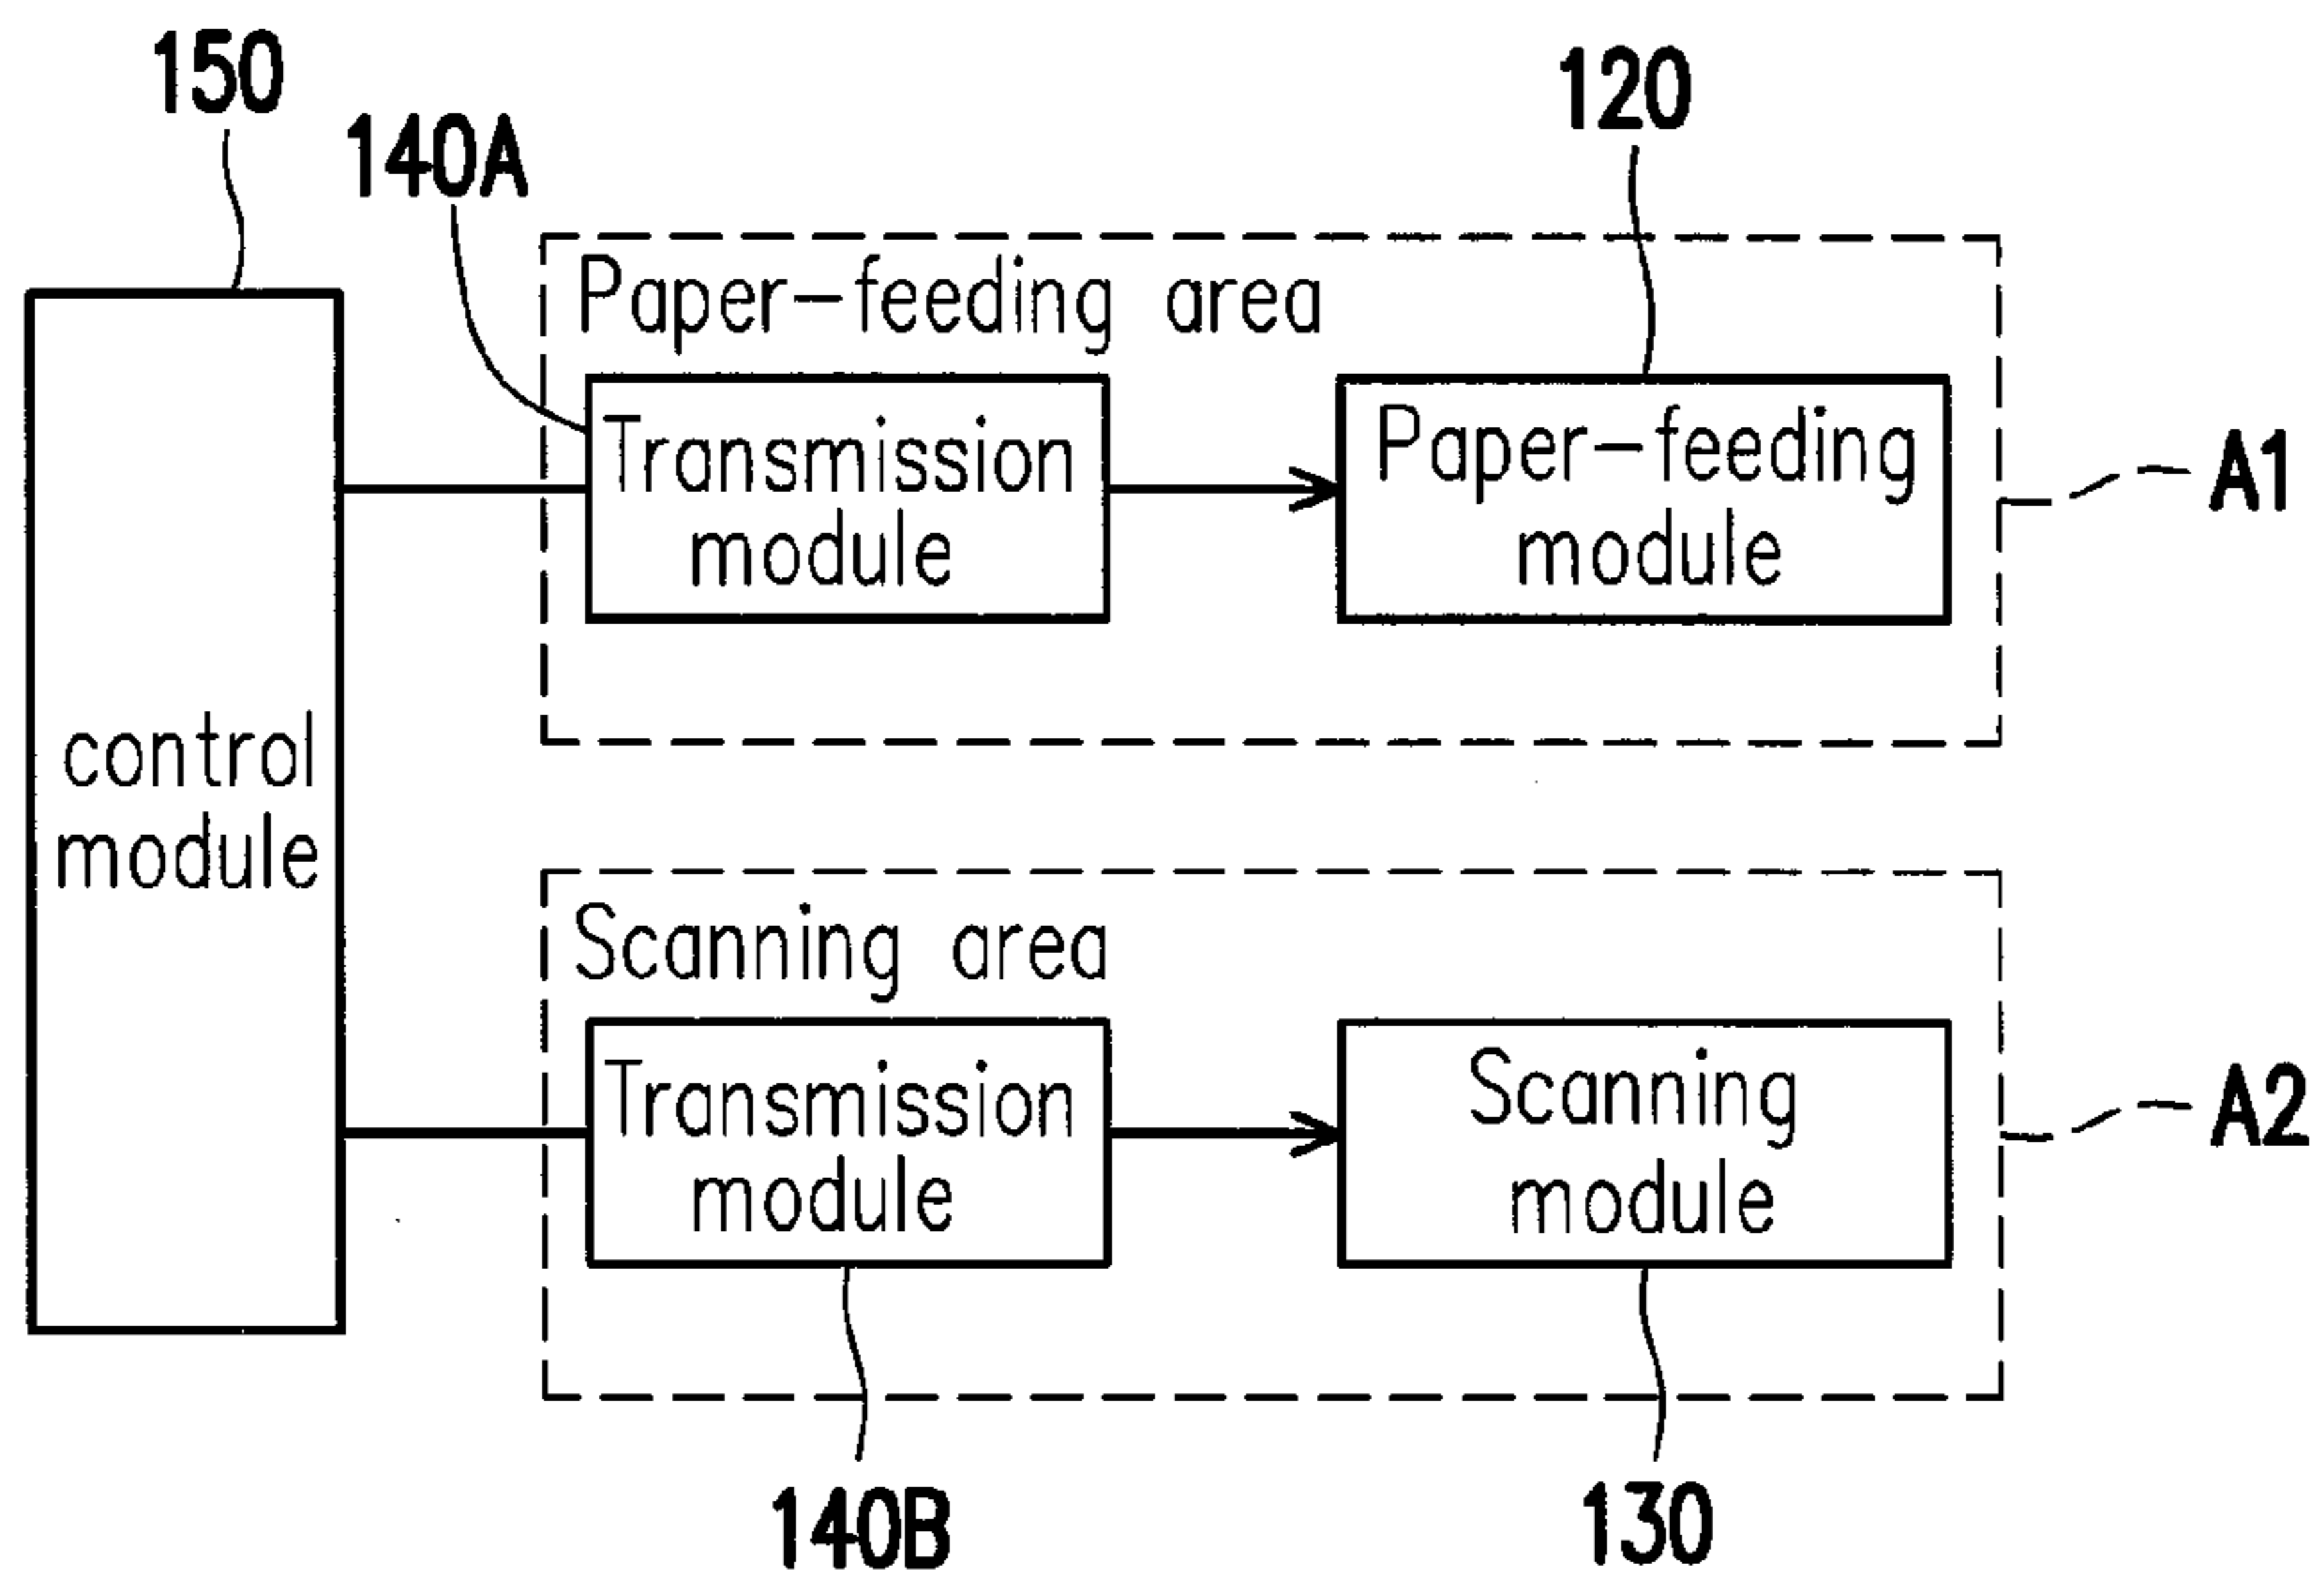 150
140A
120
Paper-feeding area
Transmission
module
Paper-feeding
module
A1
control
module
Scanning area
Transmission
module
Scanning
module
A2
140B
130